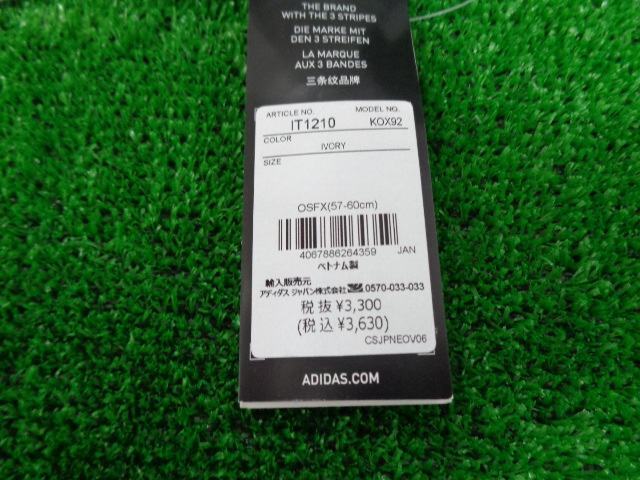 THE BRAND
WITH THE 3 STRIPES
DIE MARKE MIT
DEN 3 STREIFEN
LA MARQUE
AUX 3 BANDES
三条纹品牌
ARTICLE NO. MODEL NO.
IT1210 KOX92
COLOR
IVORY
SIZE
OSFX(57-60cm)
4067886264359 JAN
ベトナム製
輸入販売元
アディダス ジャパン株式会社 0570-033-033
税抜 ¥3,300
(税込 ¥3,630)
CSJPNEOV06
ADIDAS.COM